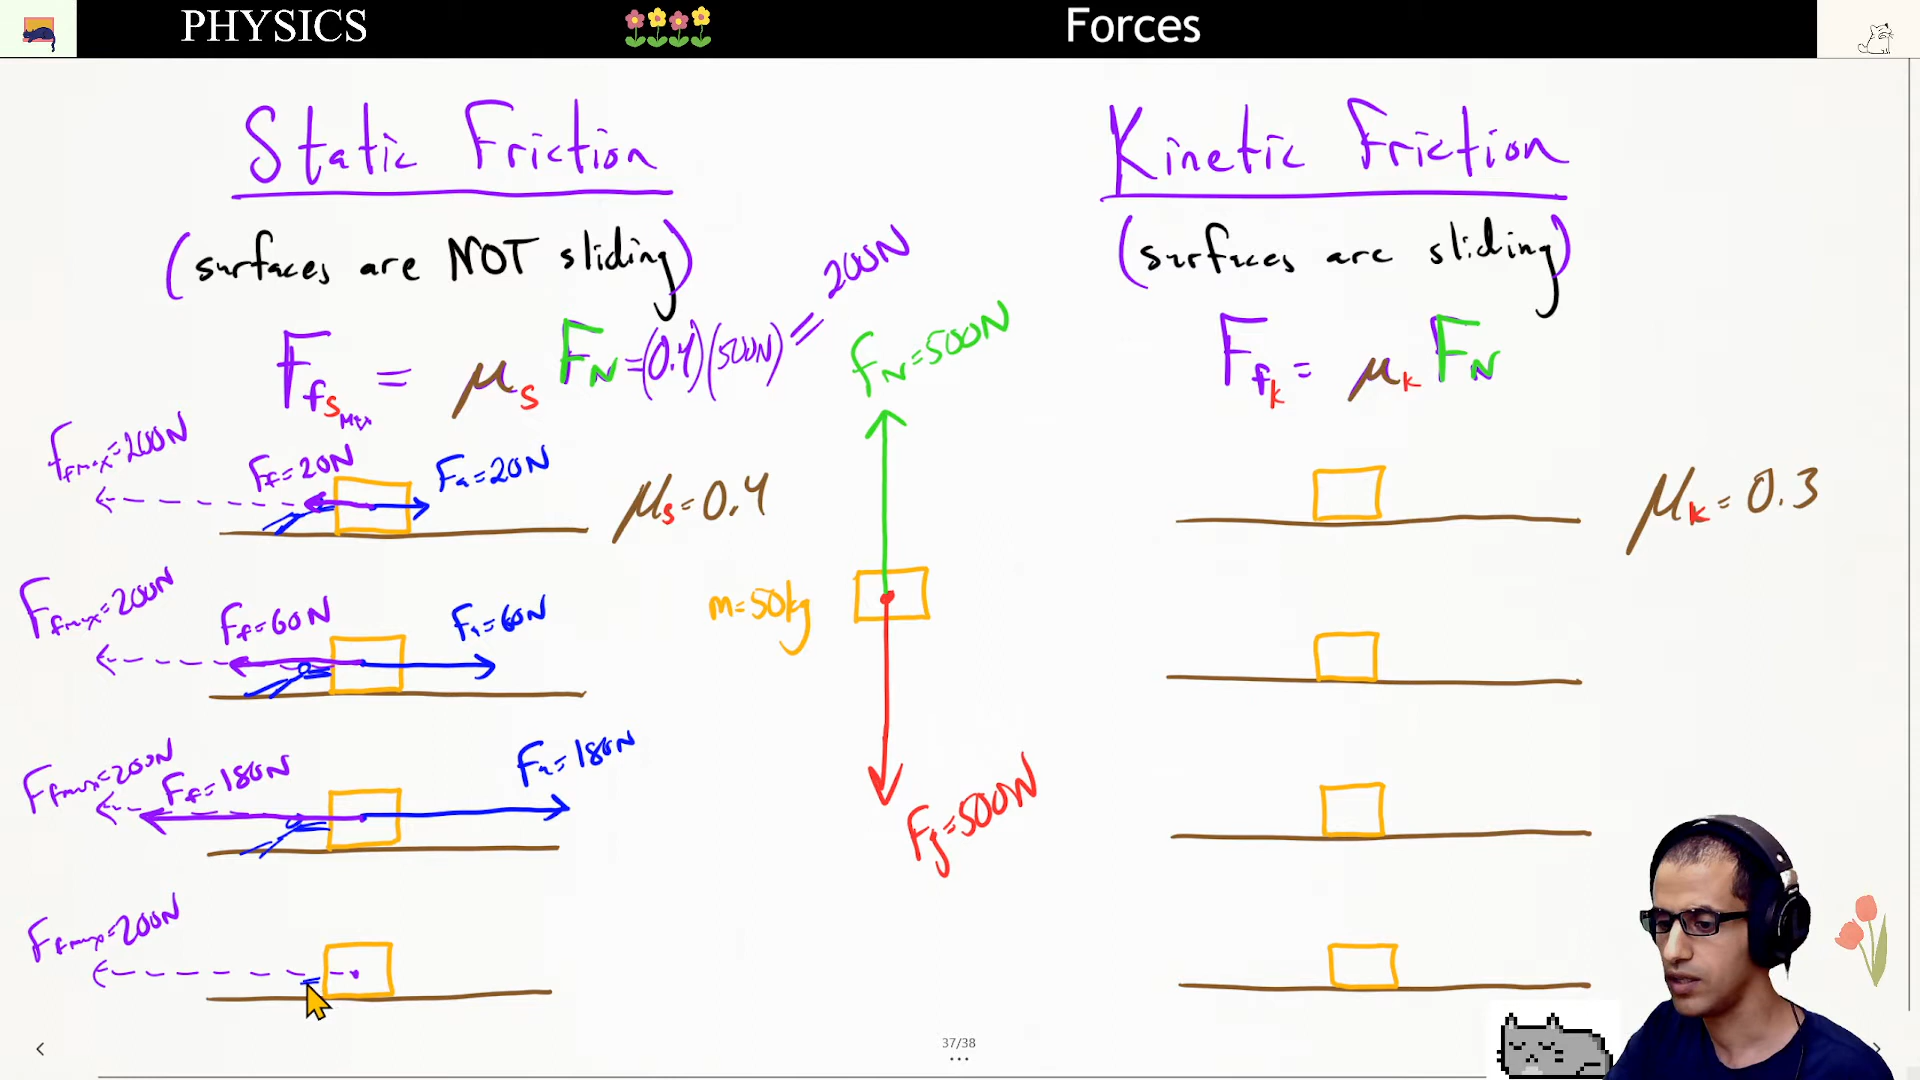 PHYSICS
Forces
Static Friction
(surfaces are NOT sliding)
F_fs Max = μs FN = (0.4)(500N) = 200N
Ffmax=200N
Ff=20N
Fa=20N
μs=0.4
Ffmax=200N
Ff=60N
Fa=60N
Ffmax=200N
Ff=180N
Fa=180N
Ffmax=200N
FN=500N
m=50kg
Fg=500N
Kinetic Friction
(surfaces are sliding)
Ffk = μk FN
μk = 0.3
37/38